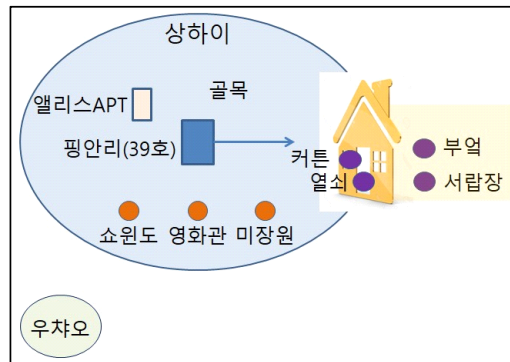 상하이
앨리스APT
골목
핑안리(39호)
커튼
열쇠
부엌
서랍장
쇼윈도
영화관
미장원
우챠오